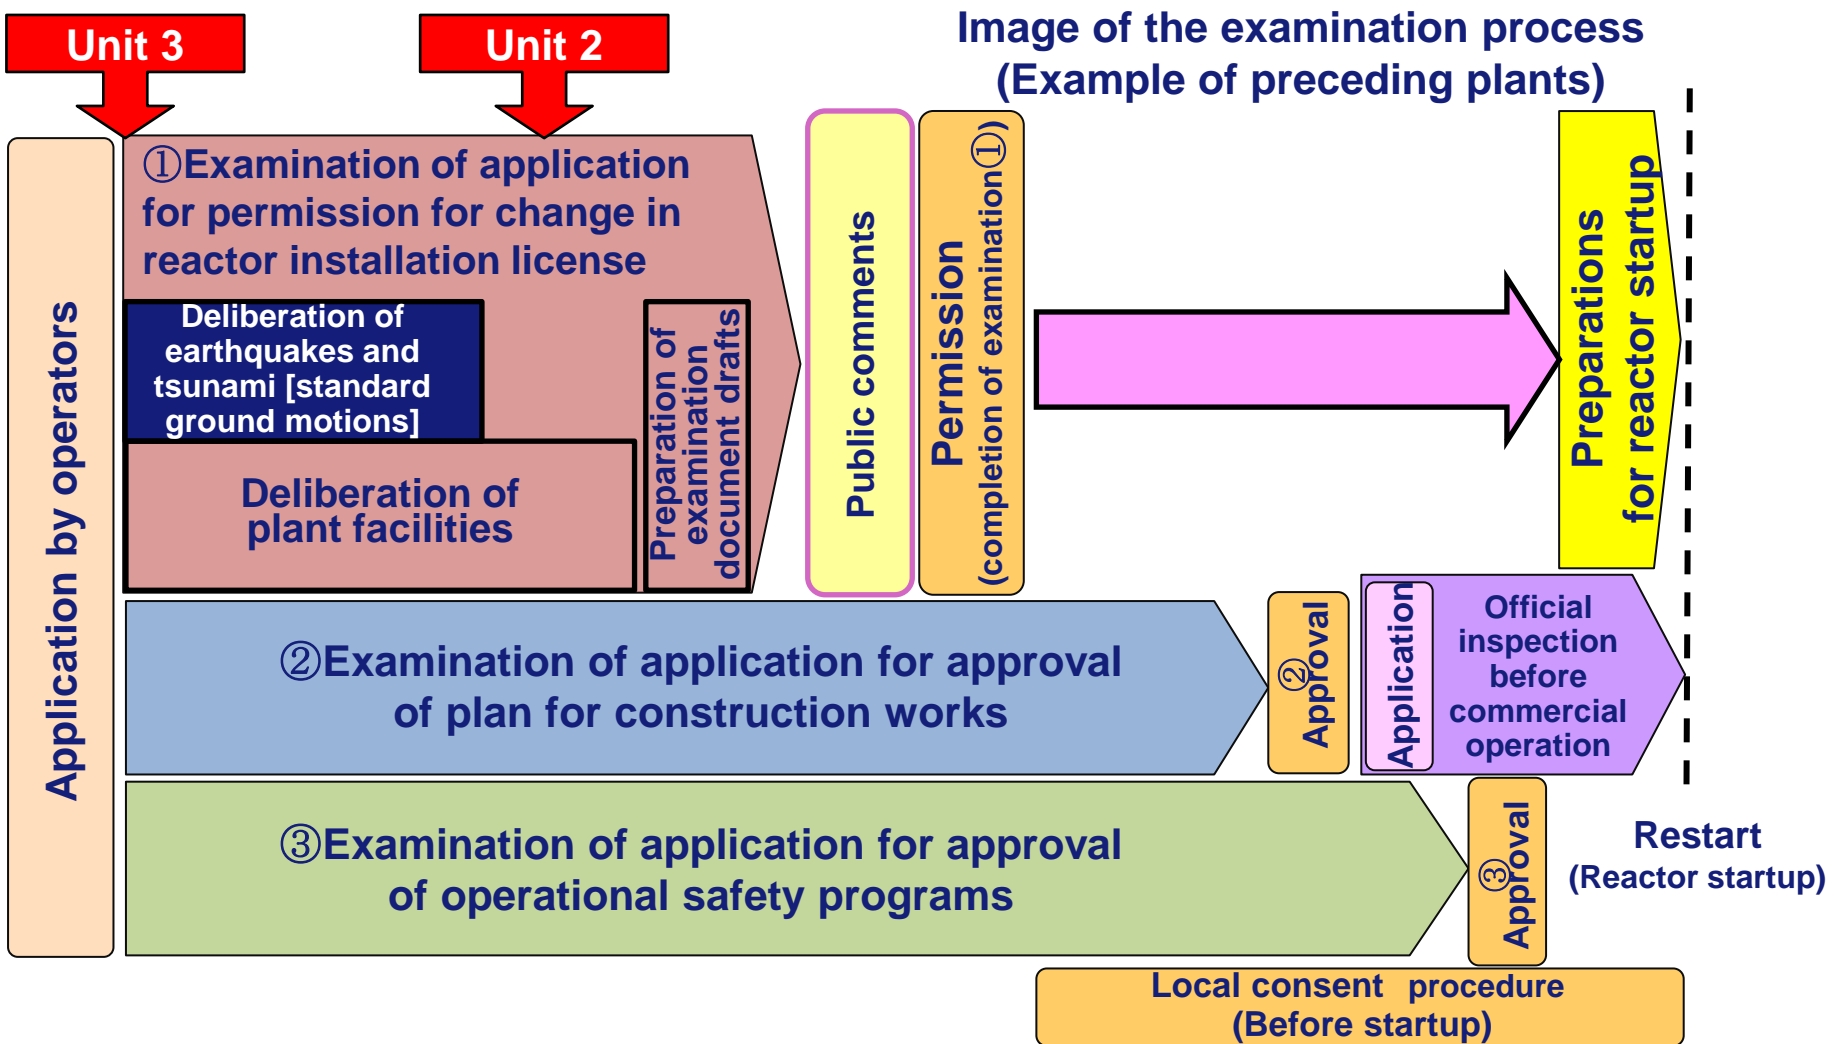 Unit 3
Unit 2
Image of the examination process
(Example of preceding plants)
Application by operators
①Examination of application
for permission for change in
reactor installation license
Deliberation of
earthquakes and
tsunami [standard
ground motions]
Deliberation of
plant facilities
Preparation of
examination
document drafts
Public comments
Permission
(completion of examination①)
Preparations
for reactor startup
②Examination of application for approval
of plan for construction works
②
Approval
Application
Official
inspection
before
commercial
operation
③Examination of application for approval
of operational safety programs
③
Approval
Restart
(Reactor startup)
Local consent procedure
(Before startup)